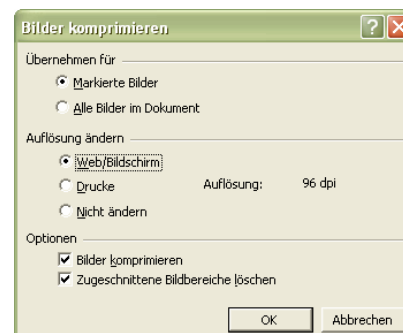 Bilder komprimieren
Übernehmen für
Markierte Bilder
Alle Bilder im Dokument
Auflösung ändern
Web/Bildschirm
Drucke Auflösung: 96 dpi
Nicht ändern
Optionen
Bilder komprimieren
Zugeschnittene Bildbereiche löschen
OK Abbrechen